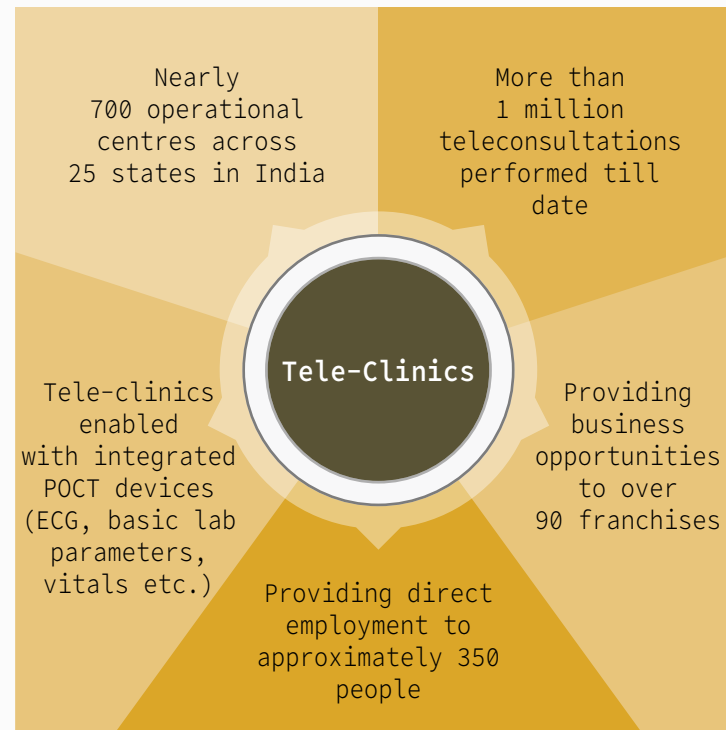 Nearly
700 operational
centres across
25 states in India
More than
1 million
teleconsultations
performed till
date
Tele-Clinics
Tele-clinics
enabled
with integrated
POCT devices
(ECG, basic lab
parameters,
vitals etc.)
Providing
business
opportunities
to over
90 franchises
Providing direct
employment to
approximately 350
people